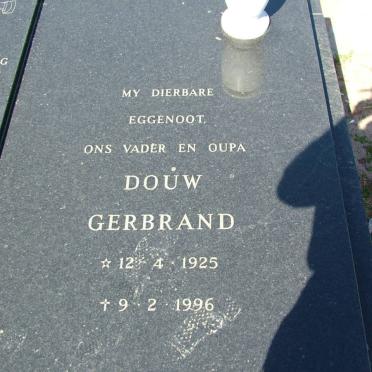 MY DIERBARE
EGGENOOT,
ONS VADER EN OUPA
DOUW
GERBRAND
☆ 12 · 4 · 1925
† 9 · 2 · 1996
G